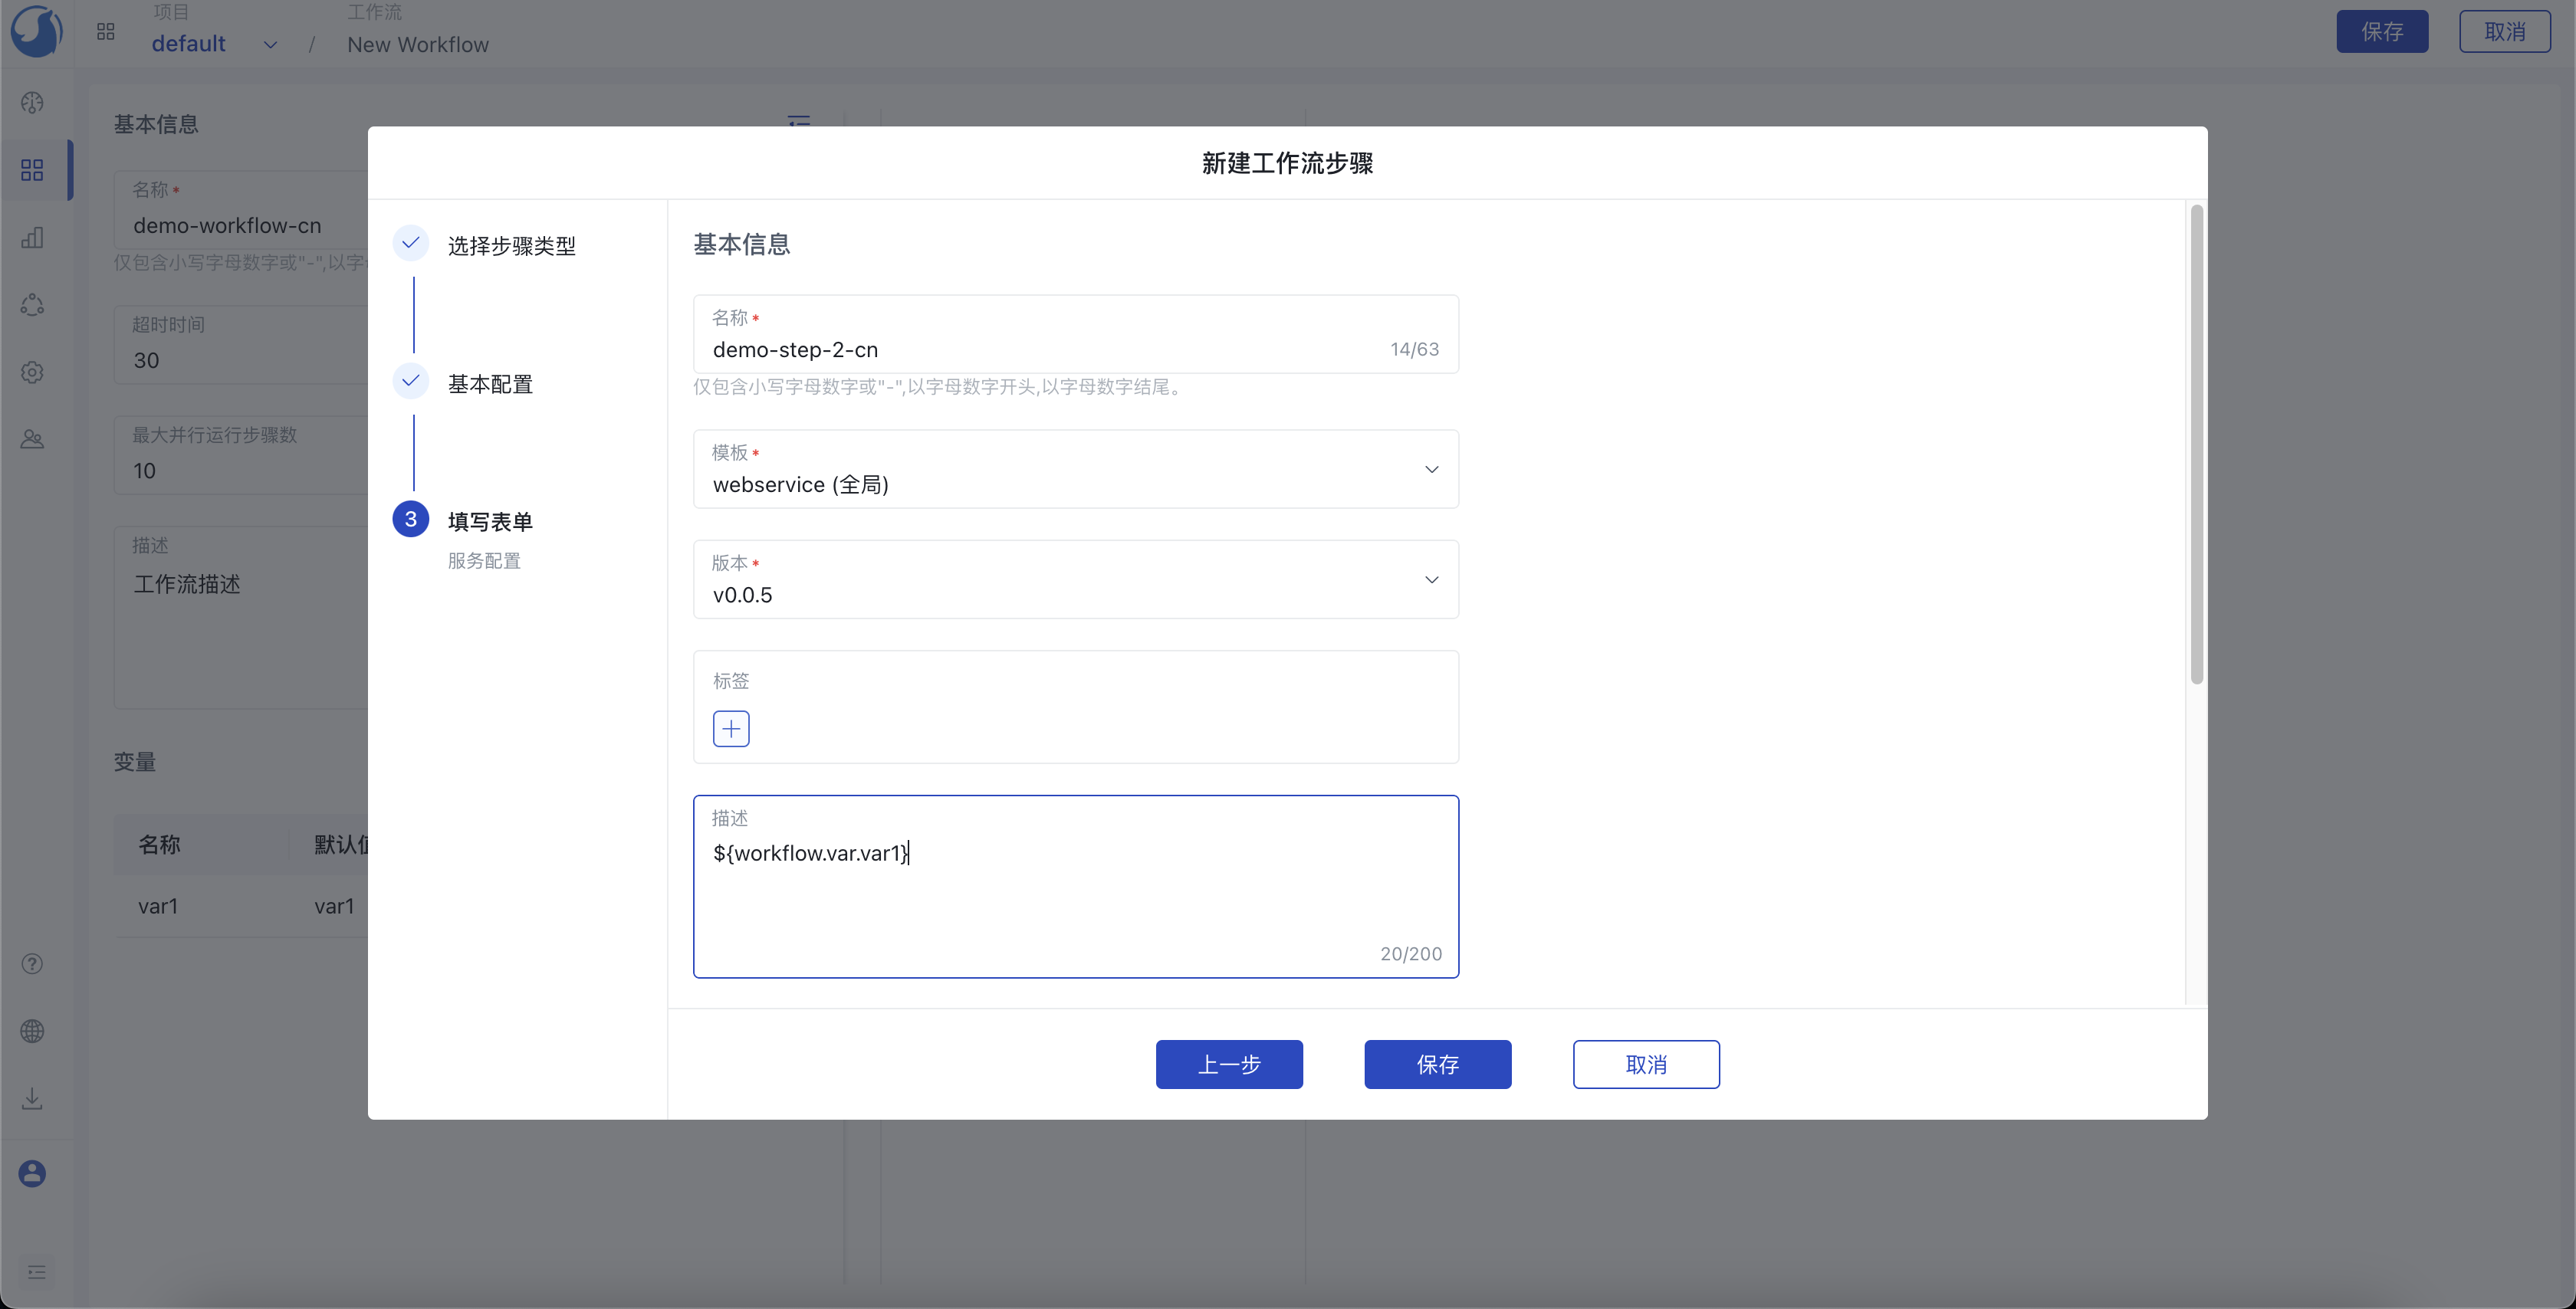 项目
工作流
default
/
New Workflow
保存
取消
基本信息
名称*
demo-workflow-cn
仅包含小写字母数字或"-",以字
超时时间
30
最大并行运行步骤数
10
描述
工作流描述
变量
名称
默认值
var1
var1
新建工作流步骤
选择步骤类型
基本配置
3
填写表单
服务配置
基本信息
名称*
demo-step-2-cn
14/63
仅包含小写字母数字或"-",以字母数字开头,以字母数字结尾。
模板*
webservice (全局)
版本*
v0.0.5
标签
描述
${workflow.var.var1}
20/200
上一步
保存
取消